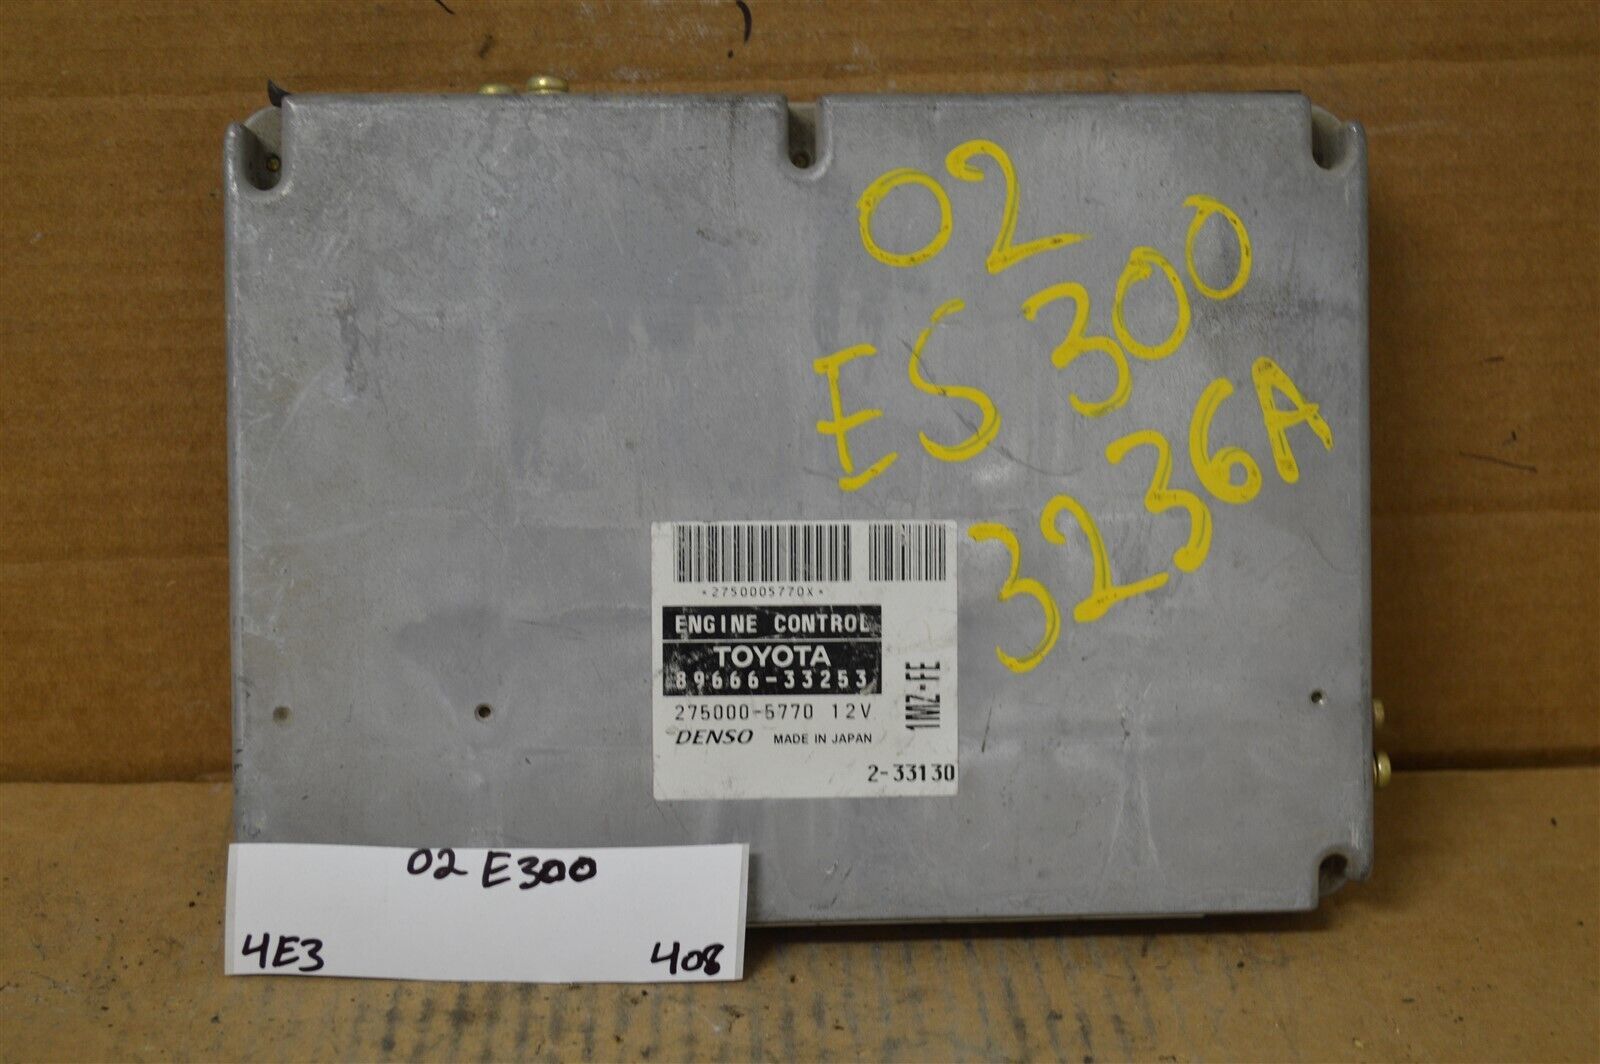 02
ES 300
3236A
*2750005770X*
ENGINE CONTROL
TOYOTA
89666-33253
275000-5770 12V
DENSO MADE IN JAPAN
1MZ-FE
2-33130
02 E300
4E3 408